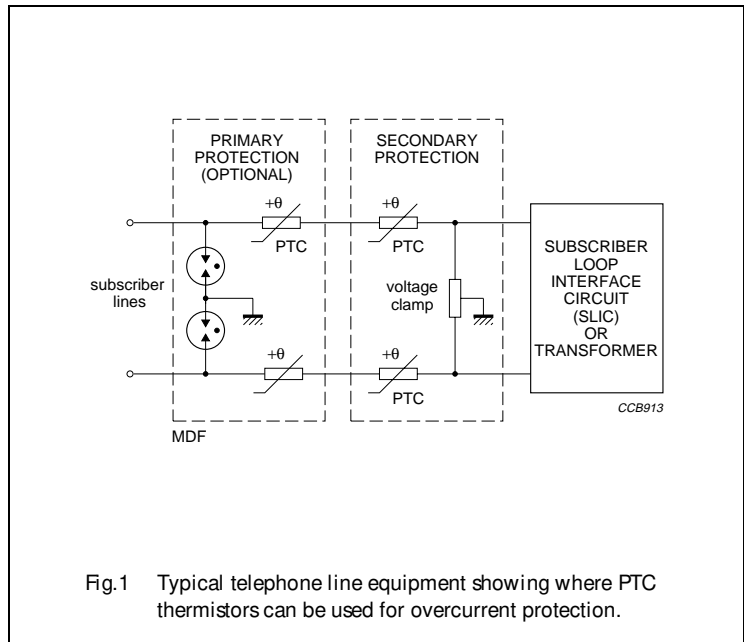 PRIMARY
PROTECTION
(OPTIONAL)
SECONDARY
PROTECTION
+θ
PTC
+θ
PTC
subscriber
lines
voltage
clamp
SUBSCRIBER
LOOP
INTERFACE
CIRCUIT
(SLIC)
OR
TRANSFORMER
+θ
+θ
PTC
CCB913
MDF
Fig.1 Typical telephone line equipment showing where PTC
thermistors can be used for overcurrent protection.